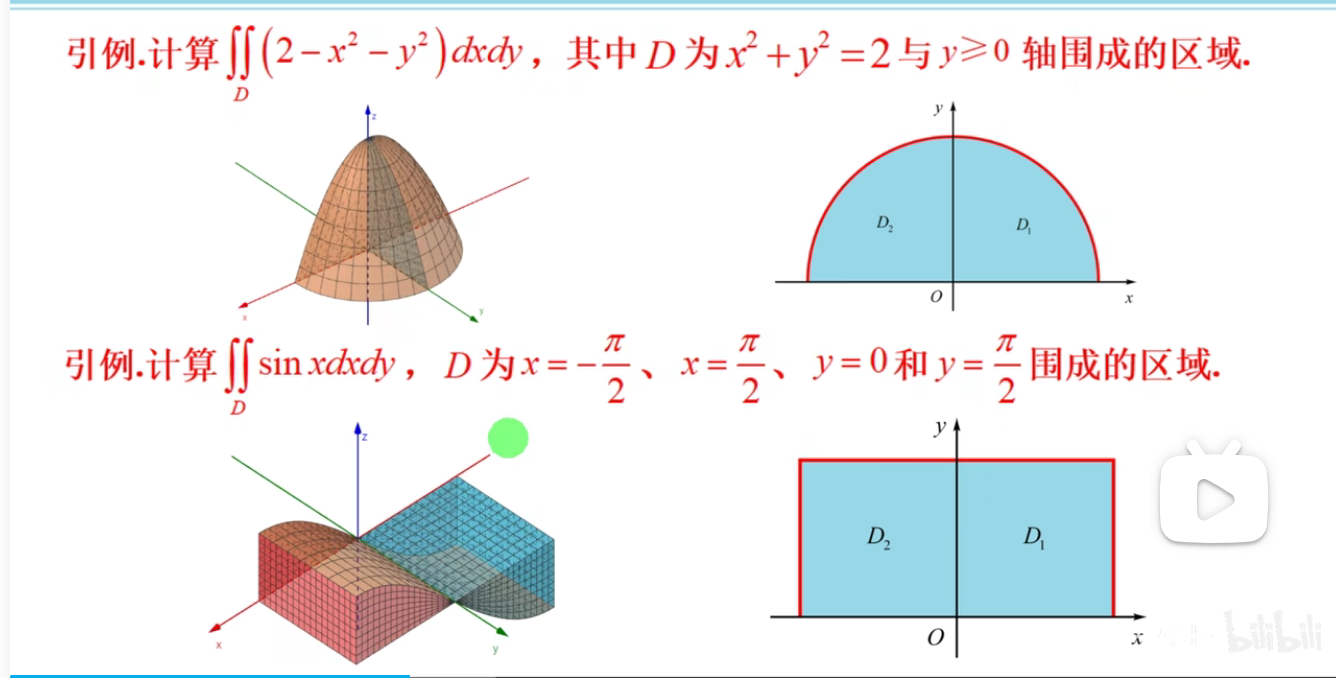 引例.计算∬(2−x²−y²)dxdy，其中D为x²+y²=2与y≥0 轴围成的区域.
D
z
x
y
y
D₂
D₁
O
x
引例.计算∬sin xdxdy，D为x=−π/2、x=π/2、y=0和y=π/2围成的区域.
D
z
x
y
y
D₂
D₁
O
x
bilibili